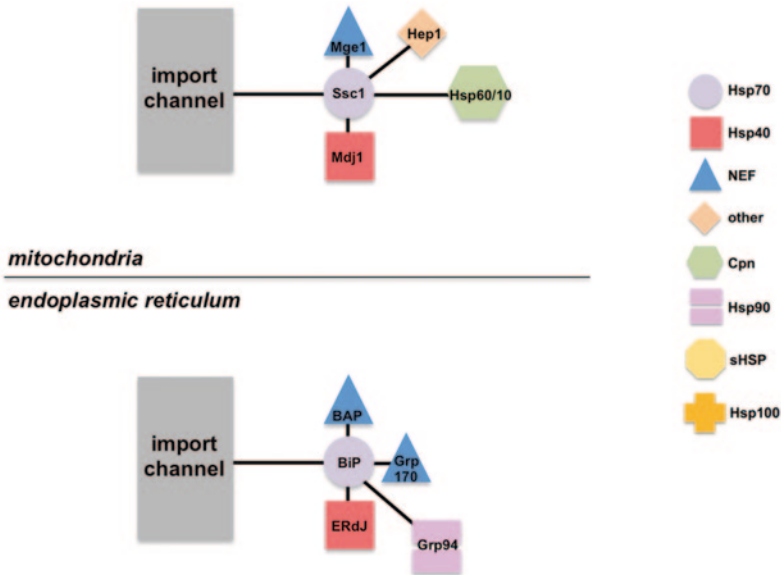 import
channel
Mge1
Hep1
Ssc1
Hsp60/10
Mdj1
mitochondria
endoplasmic reticulum
import
channel
BAP
BiP
Grp
170
ERdJ
Grp94
Hsp70
Hsp40
NEF
other
Cpn
Hsp90
sHSP
Hsp100